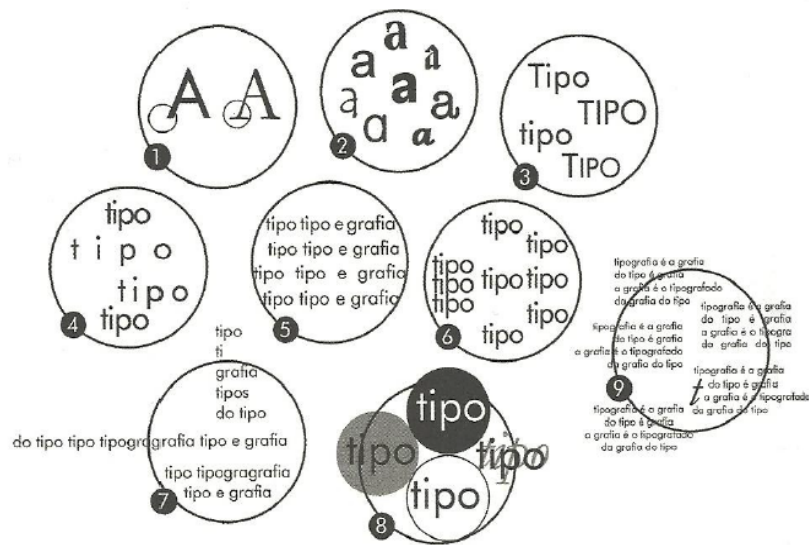 A A
1
a
a a
a a a
a a
2
Tipo
TIPO
tipo
TIPO
3
tipo
t i p o
tipo
tipo
4
tipo tipo e grafia
tipo tipo e grafia
tipo tipo e grafia
tipo tipo e grafia
5
tipo
tipo
tipo
tipo
tipo
tipo tipo
tipo
tipo
6
tipo
ti
grafia
tipos
do tipo
do tipo tipo tipogragrafia tipo e grafia
tipo tipogragrafia
tipo e grafia
7
tipo
tipo
tipo
tipo
8
tipografia é a grafia
do tipo é grafia
a grafia é o tipografado
da grafia do tipo
tipografia é a grafia
do tipo é grafia
a grafia é o tipogra
da grafia do tipo
tipografia é a grafia
do tipo é grafia
a grafia é o tipografado
da grafia do tipo
tipografia é a grafia
t do tipo é grafia
a grafia é o tipografado
da grafia do tipo
tipografia é a grafia
do tipo é grafia
a grafia é o tipografado
da grafia do tipo
9